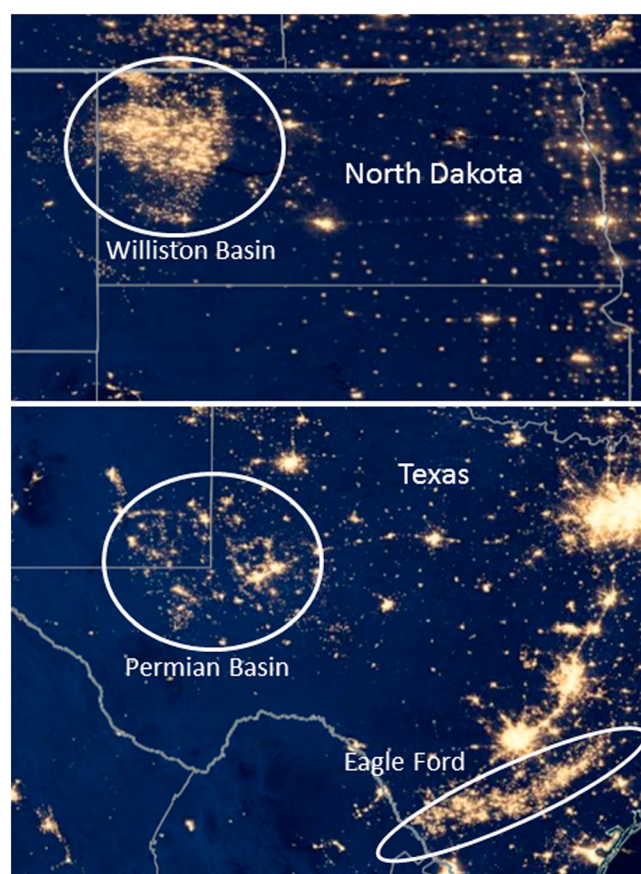 North Dakota
Williston Basin
Texas
Permian Basin
Eagle Ford